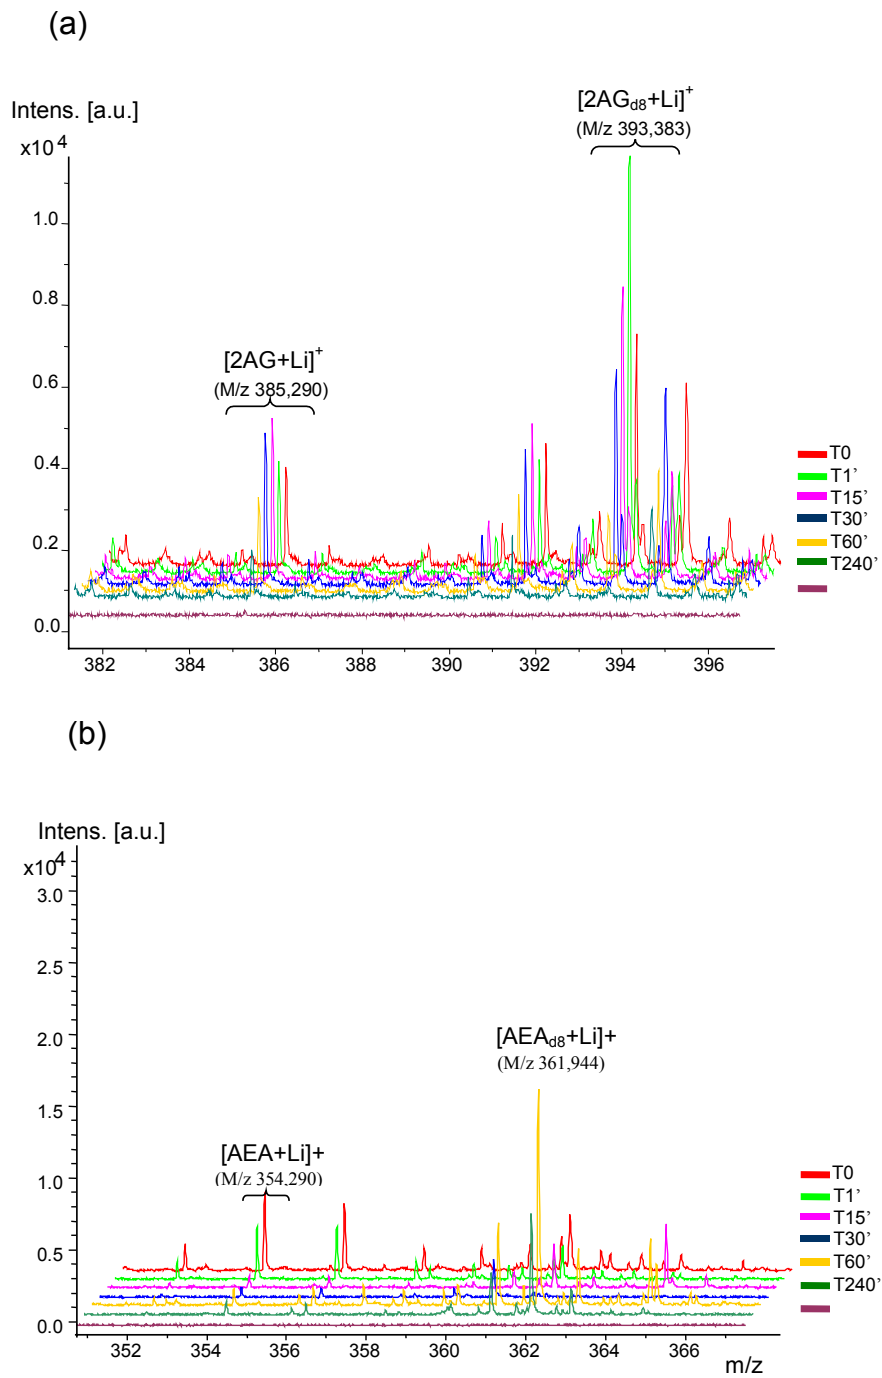 (a)
Intens. [a.u.]
x10⁴
[2AGd8+Li]⁺
(M/z 393,383)
[2AG+Li]⁺
(M/z 385,290)
1.0
0.8
0.6
0.4
0.2
0.0
382 384 386 388 390 392 394 396
T0
T1'
T15'
T30'
T60'
T240'
(b)
Intens. [a.u.]
x10⁴
3.0
2.5
2.0
1.5
1.0
0.5
0.0
[AEAd8+Li]+
(M/z 361,944)
[AEA+Li]+
(M/z 354,290)
352 354 356 358 360 362 364 366
m/z
T0
T1'
T15'
T30'
T60'
T240'